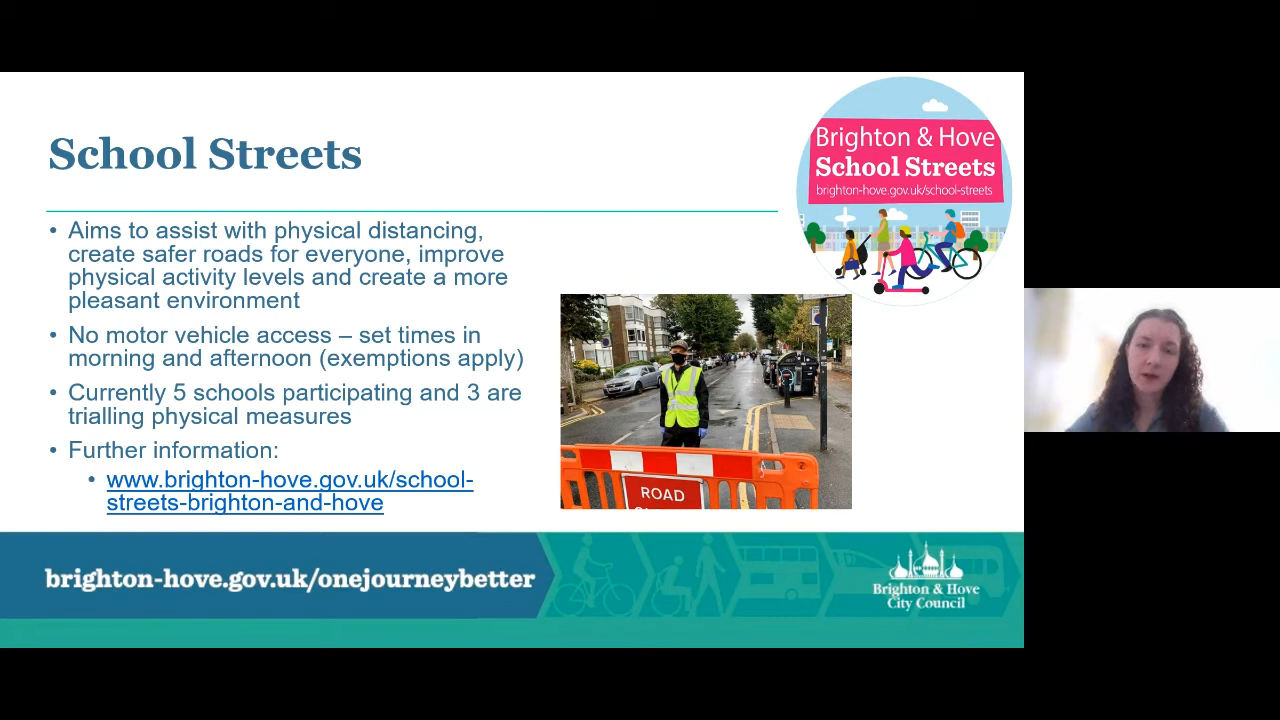 School Streets
Brighton & Hove
School Streets
brighton-hove.gov.uk/school-streets
• Aims to assist with physical distancing,
create safer roads for everyone, improve
physical activity levels and create a more
pleasant environment
• No motor vehicle access – set times in
morning and afternoon (exemptions apply)
• Currently 5 schools participating and 3 are
trialling physical measures
• Further information:
• www.brighton-hove.gov.uk/school-
streets-brighton-and-hove
ROAD
brighton-hove.gov.uk/onejourneybetter
Brighton & Hove
City Council